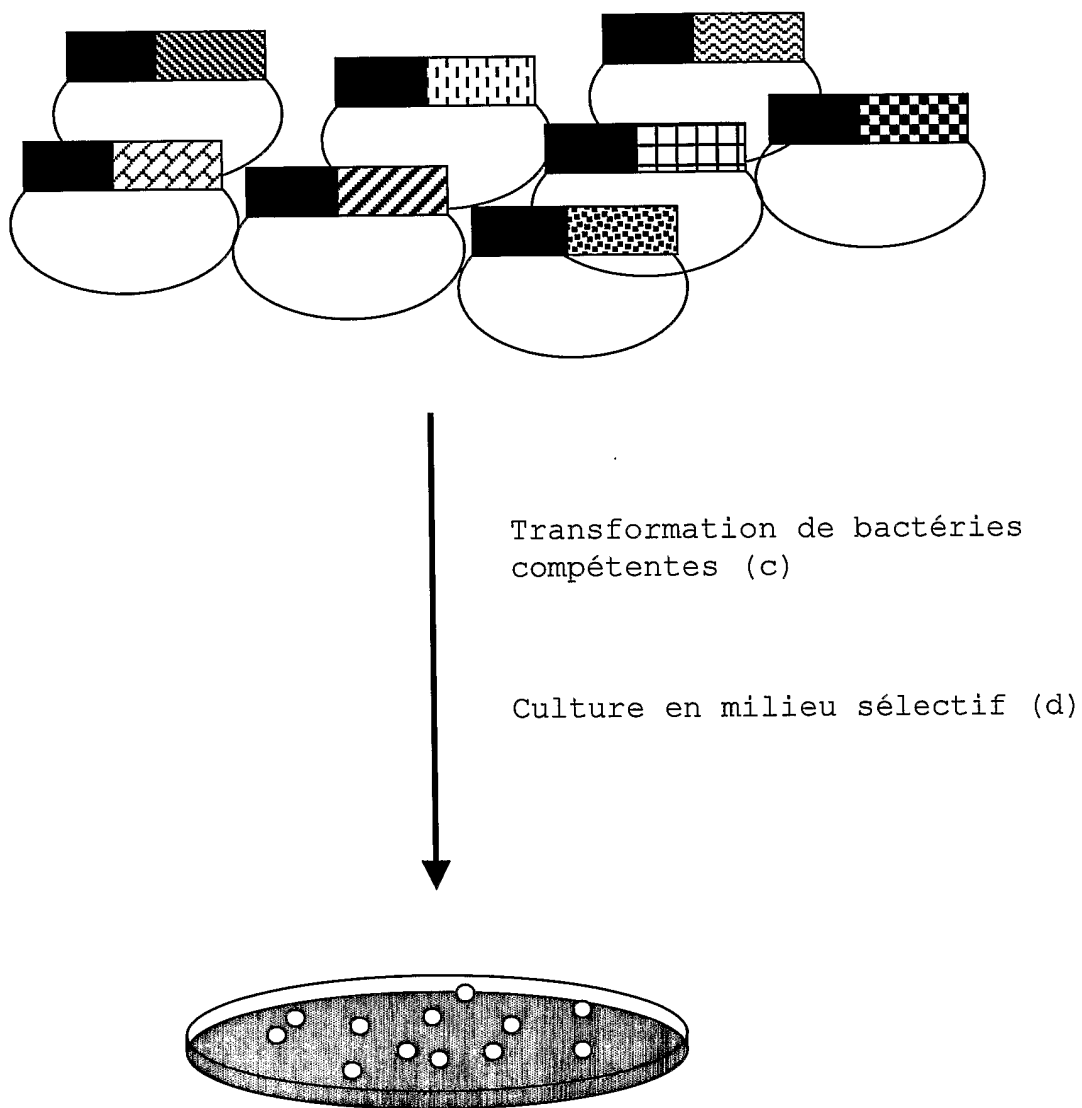 Transformation de bactéries
compétentes (c)
Culture en milieu sélectif (d)